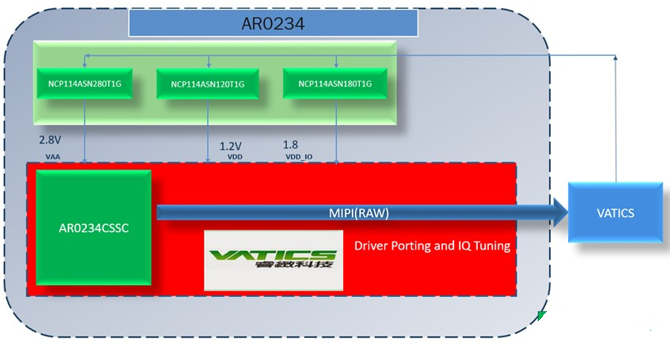 AR0234
NCP114ASN280T1G
NCP114ASN120T1G
NCP114ASN180T1G
2.8V
VAA
1.2V
VDD
1.8
VDD_IO
AR0234CSSC
MIPI(RAW)
VATICS
Driver Porting and IQ Tuning
VATICS
睿緻科技